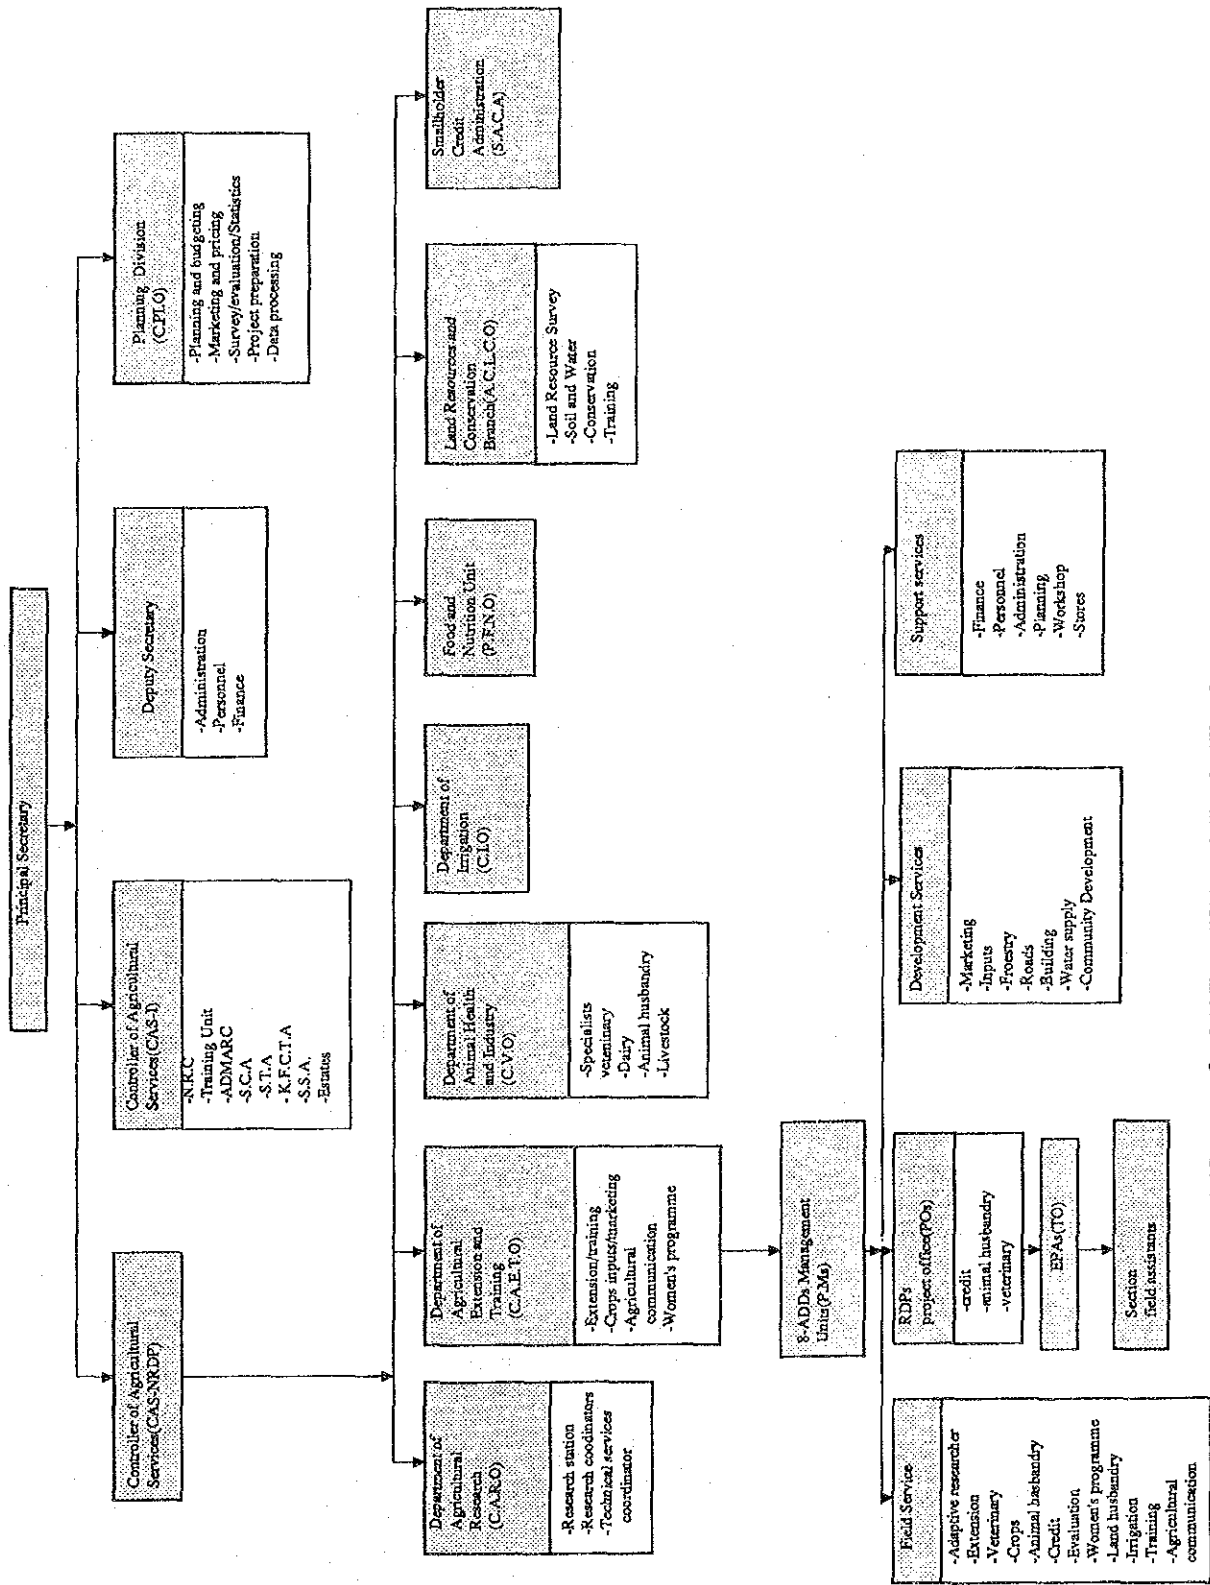 Principal Secretary
Controller of Agricultural
Services(CAS-NRDP)
Controller of Agricultural
Services(CAS-I)
-N.R.C
-Training Unit
-ADMARC
-S.C.A
-S.T.A
-K.F.C.T.A
-S.S.A.
-Estates
Deputy Secretary
-Administration
-Personnel
-Finance
Planning Division
(C.Pl.O)
-Planning and budgeting
-Marketing and pricing
-Survey/evaluation/Statistics
-Project preparation
-Data processing
Department of
Agricultural
Research
(C.A.R.O)
-Research station
-Research coodinators
-Technical services
coordinator
Department of
Agricultural
Extension and
Training
(C.A.E.T.O)
-Extension/training
-Crops inputs/marketing
-Agricultural
communication
-Women's programme
Department of
Animal Health
and Industry
(C.V.O)
-Specialists
veteninary
-Dairy
-Animal husbandry
-Livestock
Department of
Irrigation
(C.I.O)
Food and
Nutrition Unit
(P.F.N.O)
Land Resources and
Conservation
Branch(A.C.L.C.O)
-Land Resource Survey
-Soil and Water
-Conservation
-Training
Smallholder
Credit
Administration
(S.A.C.A)
8-ADDs Management
Units(P.Ms)
Field Service
-Adaptive researcher
-Extension
-Veterinary
-Crops
-Animal hasbandry
-Credit
-Evaluation
-Women's programme
-Land husbandry
-Irrigation
-Training
-Agricultural
communication
RDPs
project office(POs)
-credit
-animal husbandry
-veterinary
EPAs(TO)
Section
field assistants
Development Services
-Marketing
-Inputs
-Froestry
-Roads
-Building
-Water supply
-Community Development
Support services
-Finance
-Personnel
-Administration
-Planning
-Workshop
-Stores